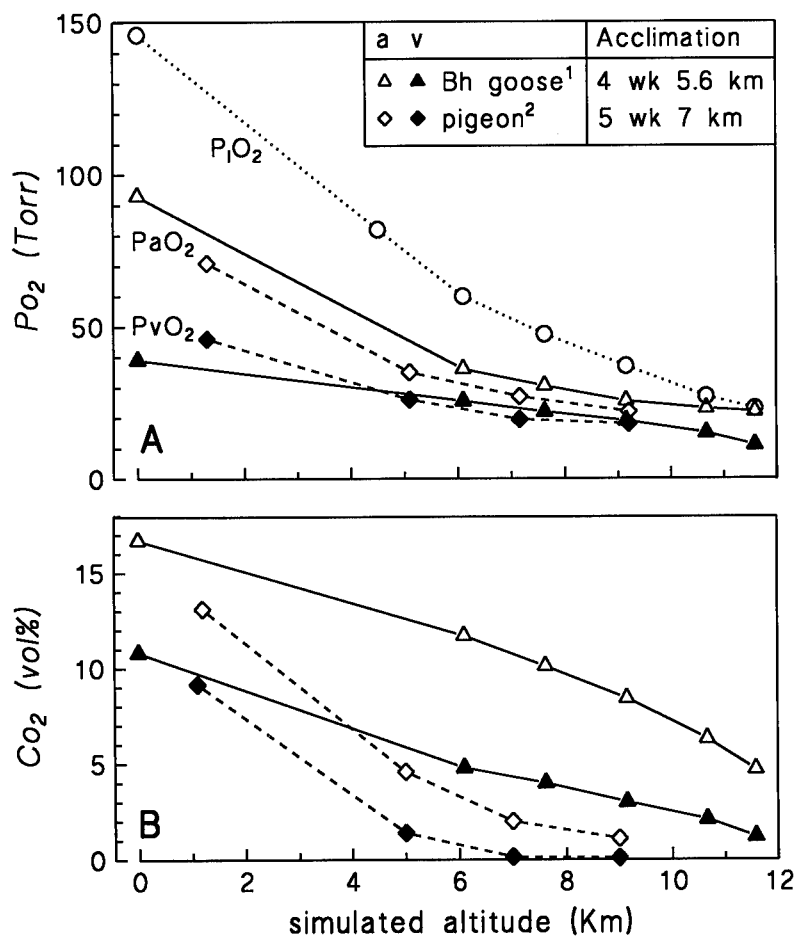 a v Acclimation
△ ▲ Bh goose¹ 4 wk 5.6 km
◇ ◆ pigeon² 5 wk 7 km
150
100
50
0
Po₂ (Torr)
PIO₂
PaO₂
PvO₂
A
15
10
5
0
Co₂ (vol%)
B
0 2 4 6 8 10 12
simulated altitude (Km)